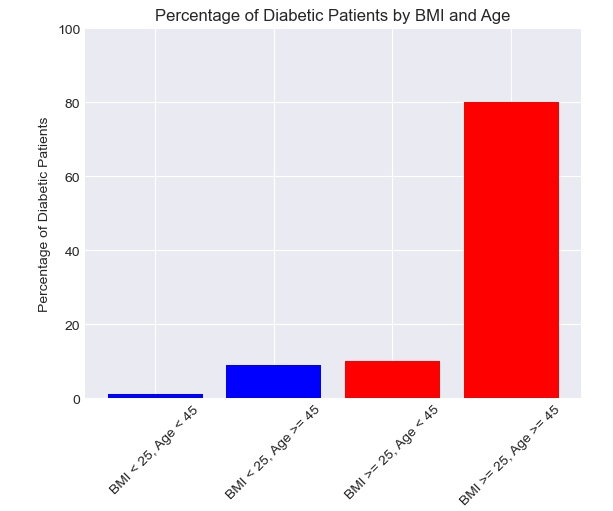 Percentage of Diabetic Patients by BMI and Age
Percentage of Diabetic Patients
100
80
60
40
20
0
BMI < 25, Age < 45
BMI < 25, Age >= 45
BMI >= 25, Age < 45
BMI >= 25, Age >= 45